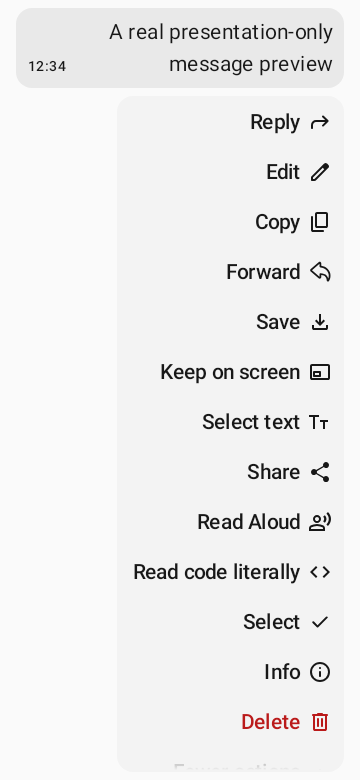 A real presentation-only
message preview
12:34
Reply
Edit
Copy
Forward
Save
Keep on screen
Select text
Share
Read Aloud
Read code literally
Select
Info
Delete